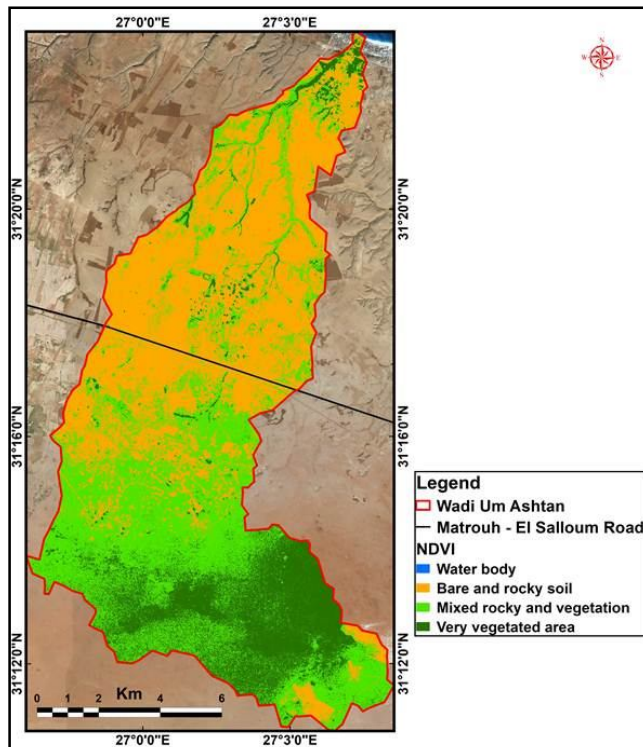 27°0'0"E
27°3'0"E
N
W
E
S
31°20'0"N
31°20'0"N
31°16'0"N
31°16'0"N
31°12'0"N
31°12'0"N
Legend
Wadi Um Ashtan
Matrouh - El Salloum Road
NDVI
Water body
Bare and rocky soil
Mixed rocky and vegetation
Very vegetated area
Km
0 1 2 4 6
27°0'0"E
27°3'0"E